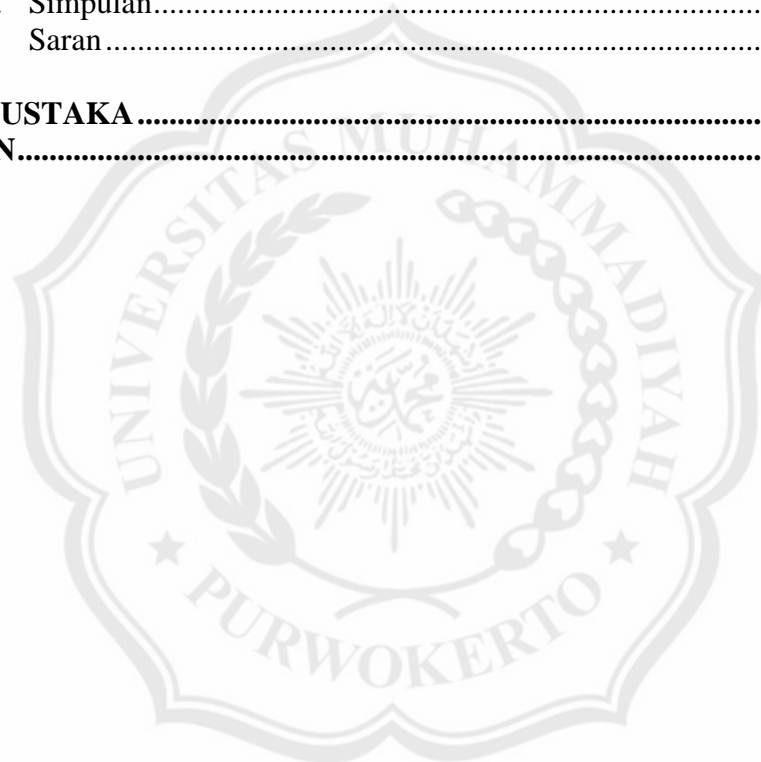 Simpulan........................................................................................
Saran..............................................................................................
USTAKA............................................................................................
N..................................................................................................................
UNIVERSITAS MUHAMMADIYAH
PURWOKERTO